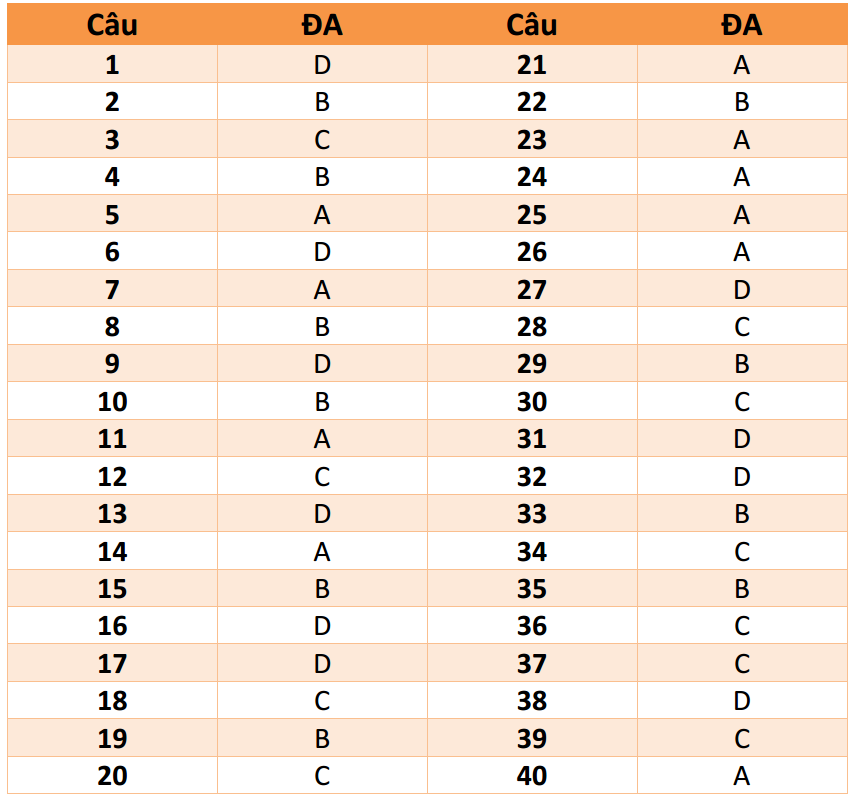 Câu ĐA Câu ĐA
1 D 21 A
2 B 22 B
3 C 23 A
4 B 24 A
5 A 25 A
6 D 26 A
7 A 27 D
8 B 28 C
9 D 29 B
10 B 30 C
11 A 31 D
12 C 32 D
13 D 33 B
14 A 34 C
15 B 35 B
16 D 36 C
17 D 37 C
18 C 38 D
19 B 39 C
20 C 40 A